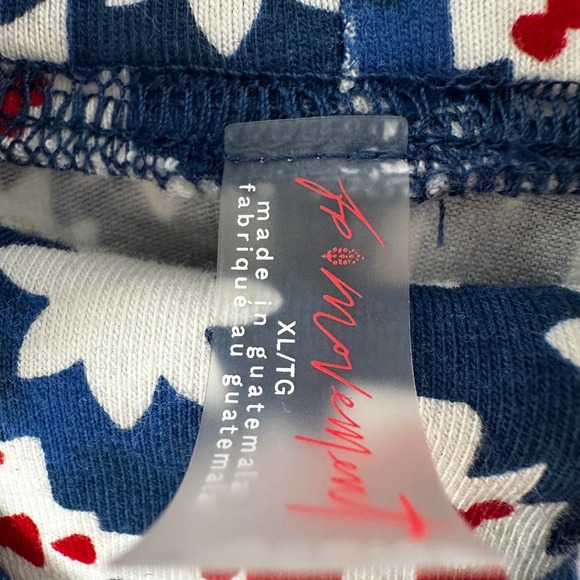 fp movement
XL/TG
made in guatemala
fabriqué au guatemala